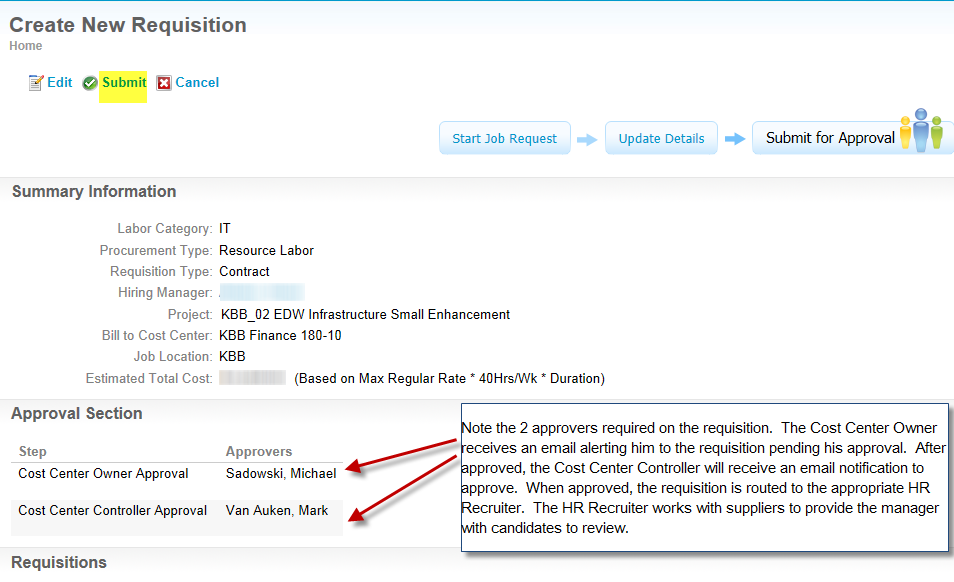 Create New Requisition
Home
Edit Submit Cancel
Start Job Request Update Details Submit for Approval
Summary Information
Labor Category: IT
Procurement Type: Resource Labor
Requisition Type: Contract
Hiring Manager:
Project: KBB_02 EDW Infrastructure Small Enhancement
Bill to Cost Center: KBB Finance 180-10
Job Location: KBB
Estimated Total Cost: (Based on Max Regular Rate * 40Hrs/Wk * Duration)
Approval Section
Step Approvers
Cost Center Owner Approval Sadowski, Michael
Cost Center Controller Approval Van Auken, Mark
Note the 2 approvers required on the requisition. The Cost Center Owner
receives an email alerting him to the requisition pending his approval. After
approved, the Cost Center Controller will receive an email notification to
approve. When approved, the requisition is routed to the appropriate HR
Recruiter. The HR Recruiter works with suppliers to provide the manager
with candidates to review.
Requisitions